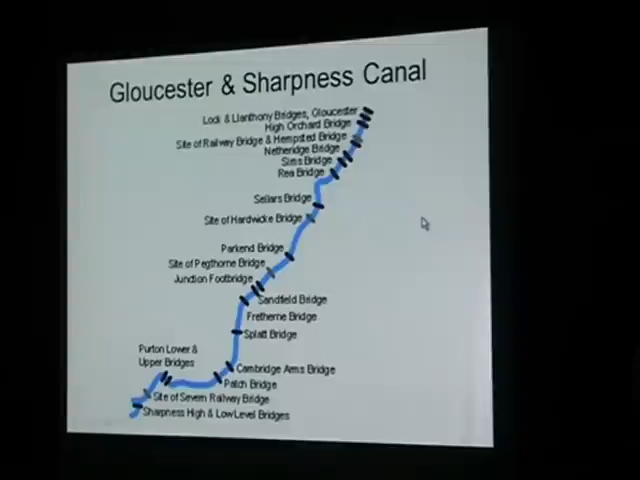 Gloucester & Sharpness Canal
Lock & Llanthony Bridges, Gloucester
High Orchard Bridge
Site of Railway Bridge & Hempsted Bridge
Netheridge Bridge
Sims Bridge
Rea Bridge
Sellars Bridge
Site of Hardwicke Bridge
Parkend Bridge
Site of Pegthorne Bridge
Junction Footbridge
Sandfield Bridge
Fretherne Bridge
Splatt Bridge
Purton Lower &
Upper Bridges
Cambridge Arms Bridge
Patch Bridge
Site of Severn Railway Bridge
Sharpness High & Low Level Bridges